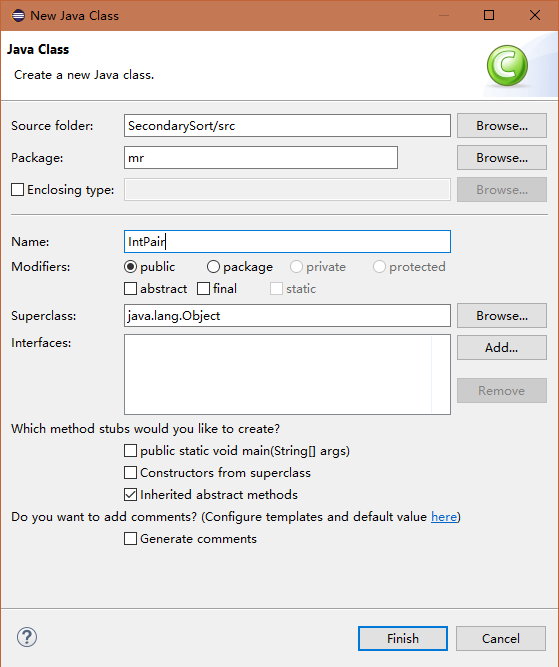 New Java Class
Java Class
Create a new Java class.
Source folder: SecondarySort/src Browse...
Package: mr Browse...
Enclosing type: Browse...
Name: IntPair
Modifiers: public package private protected
abstract final static
Superclass: java.lang.Object Browse...
Interfaces: Add...
Remove
Which method stubs would you like to create?
public static void main(String[] args)
Constructors from superclass
Inherited abstract methods
Do you want to add comments? (Configure templates and default value here)
Generate comments
? Finish Cancel